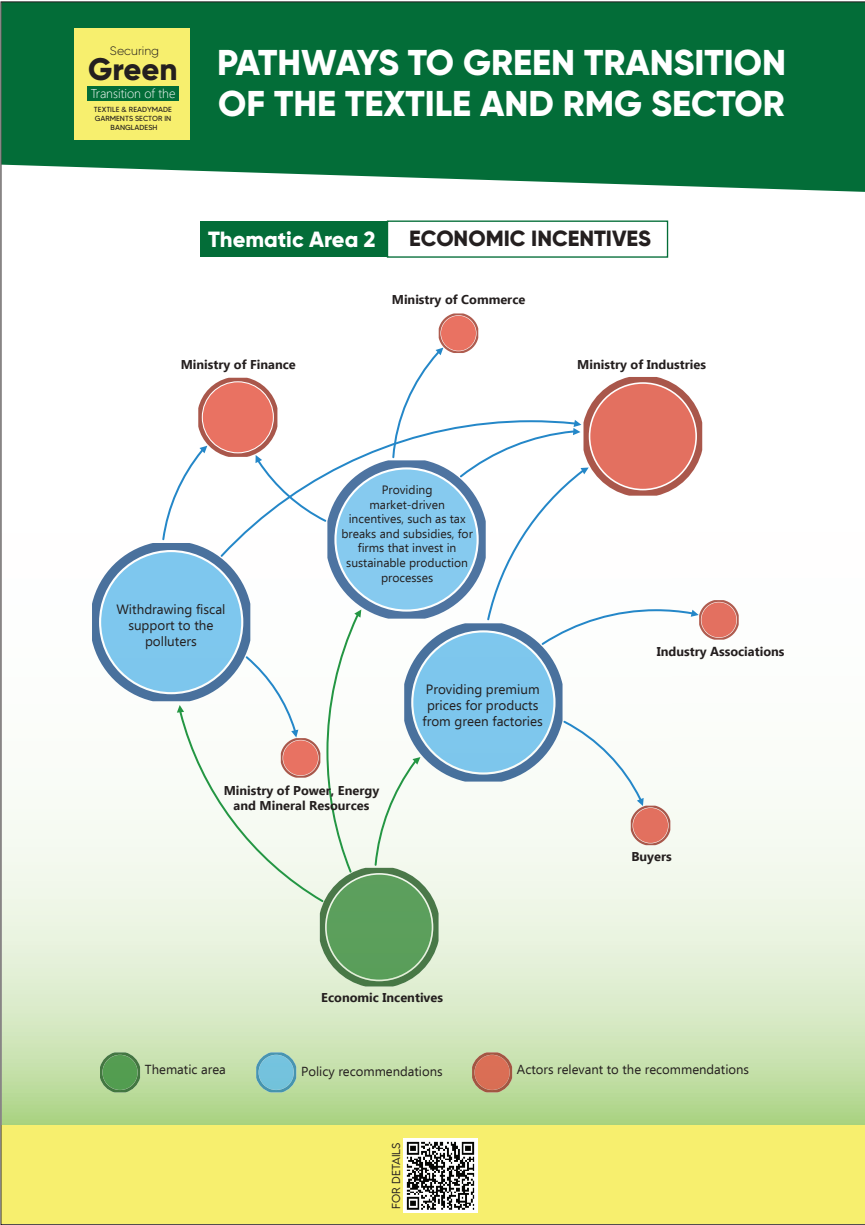 Securing
Green
Transition of the
TEXTILE & READYMADE
GARMENTS SECTOR IN
BANGLADESH
PATHWAYS TO GREEN TRANSITION
OF THE TEXTILE AND RMG SECTOR
Thematic Area 2
ECONOMIC INCENTIVES
Ministry of Commerce
Ministry of Finance
Ministry of Industries
Providing
market-driven
incentives, such as tax
breaks and subsidies, for
firms that invest in
sustainable production
processes
Withdrawing fiscal
support to the
polluters
Industry Associations
Providing premium
prices for products
from green factories
Ministry of Power, Energy
and Mineral Resources
Buyers
Economic Incentives
Thematic area
Policy recommendations
Actors relevant to the recommendations
FOR DETAILS